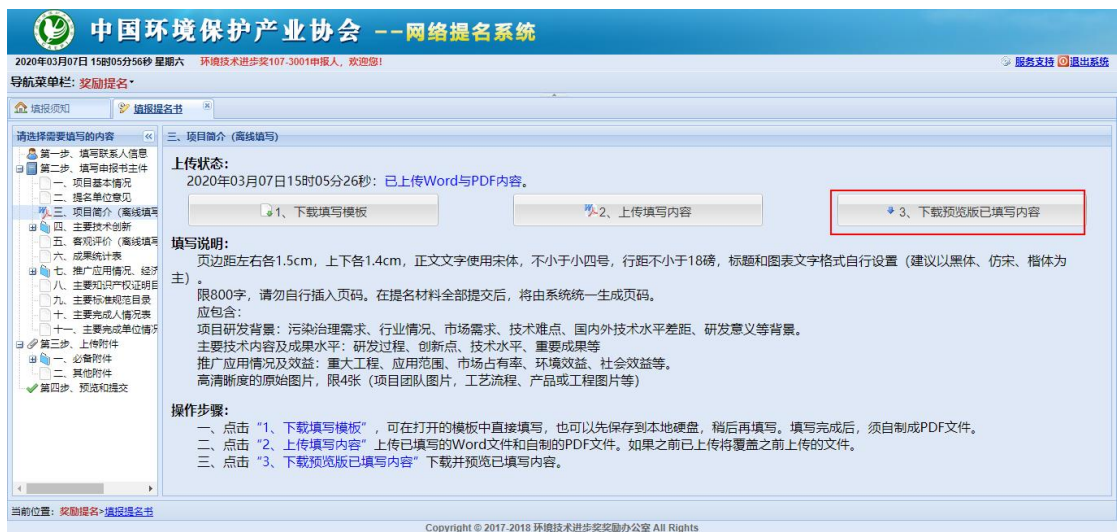 中国环境保护产业协会 --网络提名系统
2020年03月07日 15时05分56秒 星期六 环境技术进步奖107-3001申报人，欢迎您！ 服务支持 退出系统
导航菜单栏: 奖励提名
填报须知 填报提名书
请选择需要填写的内容 三、项目简介（离线填写）
第一步、填写联系人信息
第二步、填写申报书主件
一、项目基本情况
二、提名单位意见
三、项目简介（离线填写
四、主要技术创新
五、客观评价（离线填写
六、成果统计表
七、推广应用情况、经济
八、主要知识产权证明目
九、主要标准规范目录
十、主要完成人情况表
十一、主要完成单位情况
第三步、上传附件
一、必备附件
二、其他附件
第四步、预览和提交
上传状态：
2020年03月07日15时05分26秒：已上传Word与PDF内容。
1、下载填写模板 2、上传填写内容 3、下载预览版已填写内容
填写说明：
页边距左右各1.5cm，上下各1.4cm，正文文字使用宋体，不小于小四号，行距不小于18磅，标题和图表文字格式自行设置（建议以黑体、仿宋、楷体为
主）。
限800字，请勿自行插入页码。在提名材料全部提交后，将由系统统一生成页码。
应包含：
项目研发背景：污染治理需求、行业情况、市场需求、技术难点、国内外技术水平差距、研发意义等背景。
主要技术内容及成果水平：研发过程、创新点、技术水平、重要成果等
推广应用情况及效益：重大工程、应用范围、市场占有率、环境效益、社会效益等。
高清晰度的原始图片，限4张（项目团队图片，工艺流程、产品或工程图片等）
操作步骤：
一、点击“1、下载填写模板”，可在打开的模板中直接填写，也可以先保存到本地硬盘，稍后再填写。填写完成后，须自制成PDF文件。
二、点击“2、上传填写内容”上传已填写的Word文件和自制的PDF文件。如果之前已上传将覆盖之前上传的文件。
三、点击“3、下载预览版已填写内容”下载并预览已填写内容。
当前位置：奖励提名>填报提名书
Copyright © 2017-2018 环境技术进步奖奖励办公室 All Rights